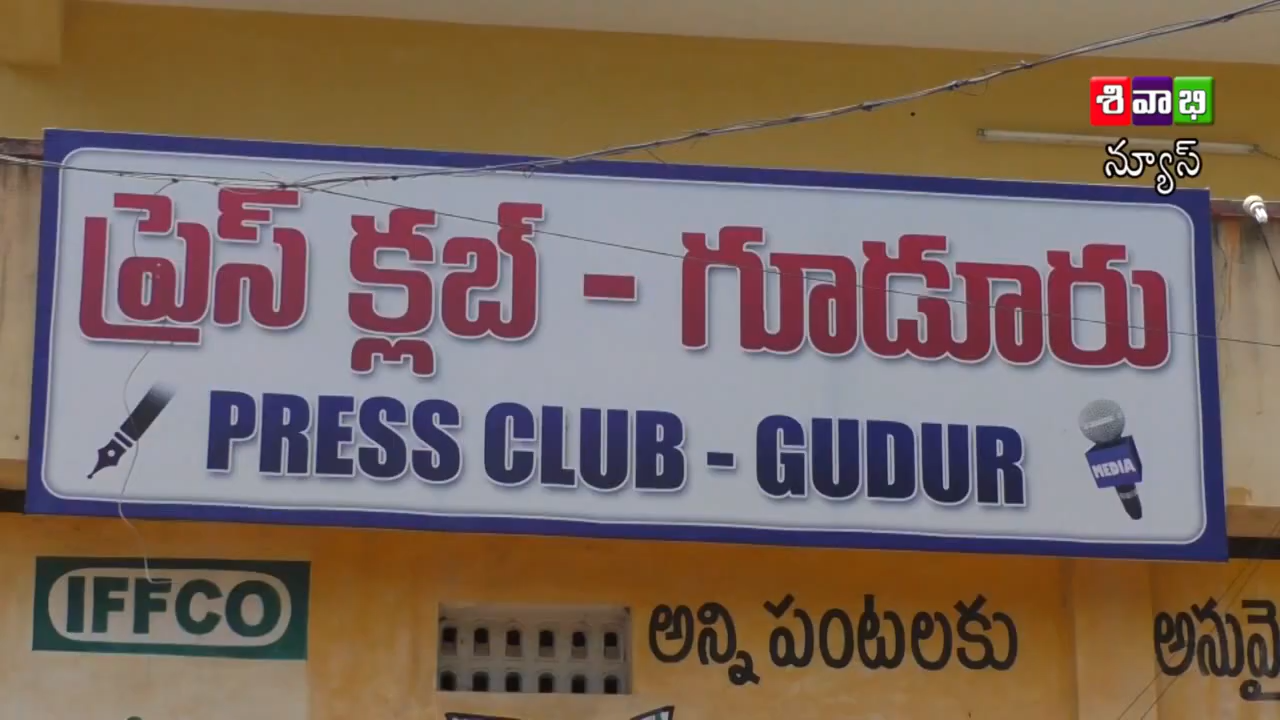 శివాభి
న్యూస్
ప్రెస్ క్లబ్ - గూడూరు
PRESS CLUB - GUDUR
MEDIA
IFFCO
అన్ని పంటలకు